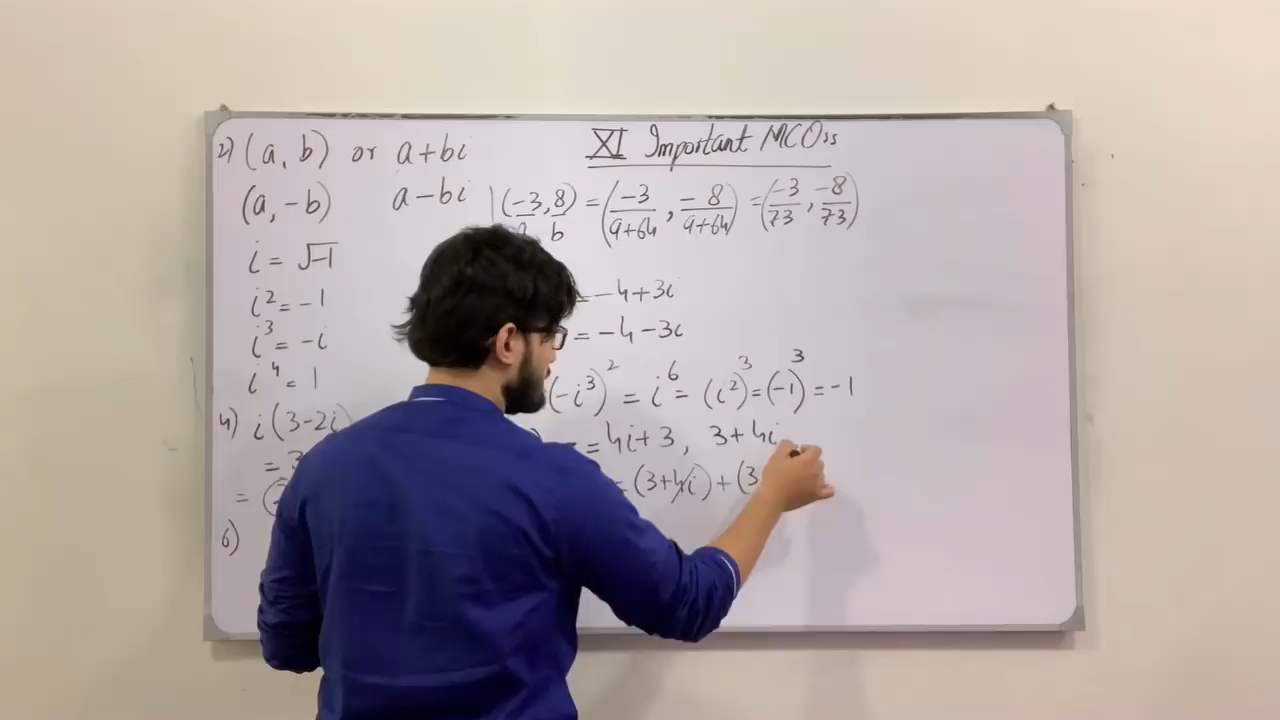 XI Important MCQs
2) (a, b) or a+bi
(a, -b) a-bi
i = √-1
i² = -1
i³ = -i
i⁴ = 1
4) i(3-2i)
= 3
= (
6)
(-3,8) = (-3/9+64, -8/9+64) = (-3/73, -8/73)
b
= -4+3i
= -4-3i
(-i³)² = i⁶ = (i²)³ = (-1)³ = -1
= 4i+3, 3+4i
= (3+4i) + (3